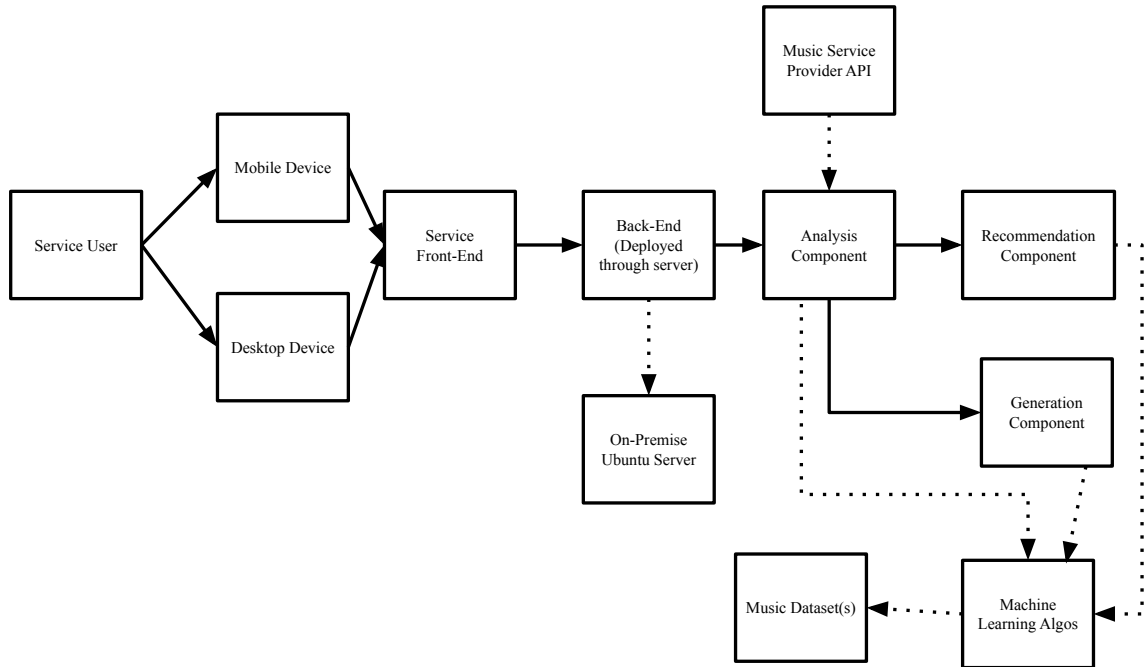 Music Service
Provider API
Mobile Device
Service User
Service
Front-End
Back-End
(Deployed
through server)
Analysis
Component
Recommendation
Component
Desktop Device
Generation
Component
On-Premise
Ubuntu Server
Music Dataset(s)
Machine
Learning Algos